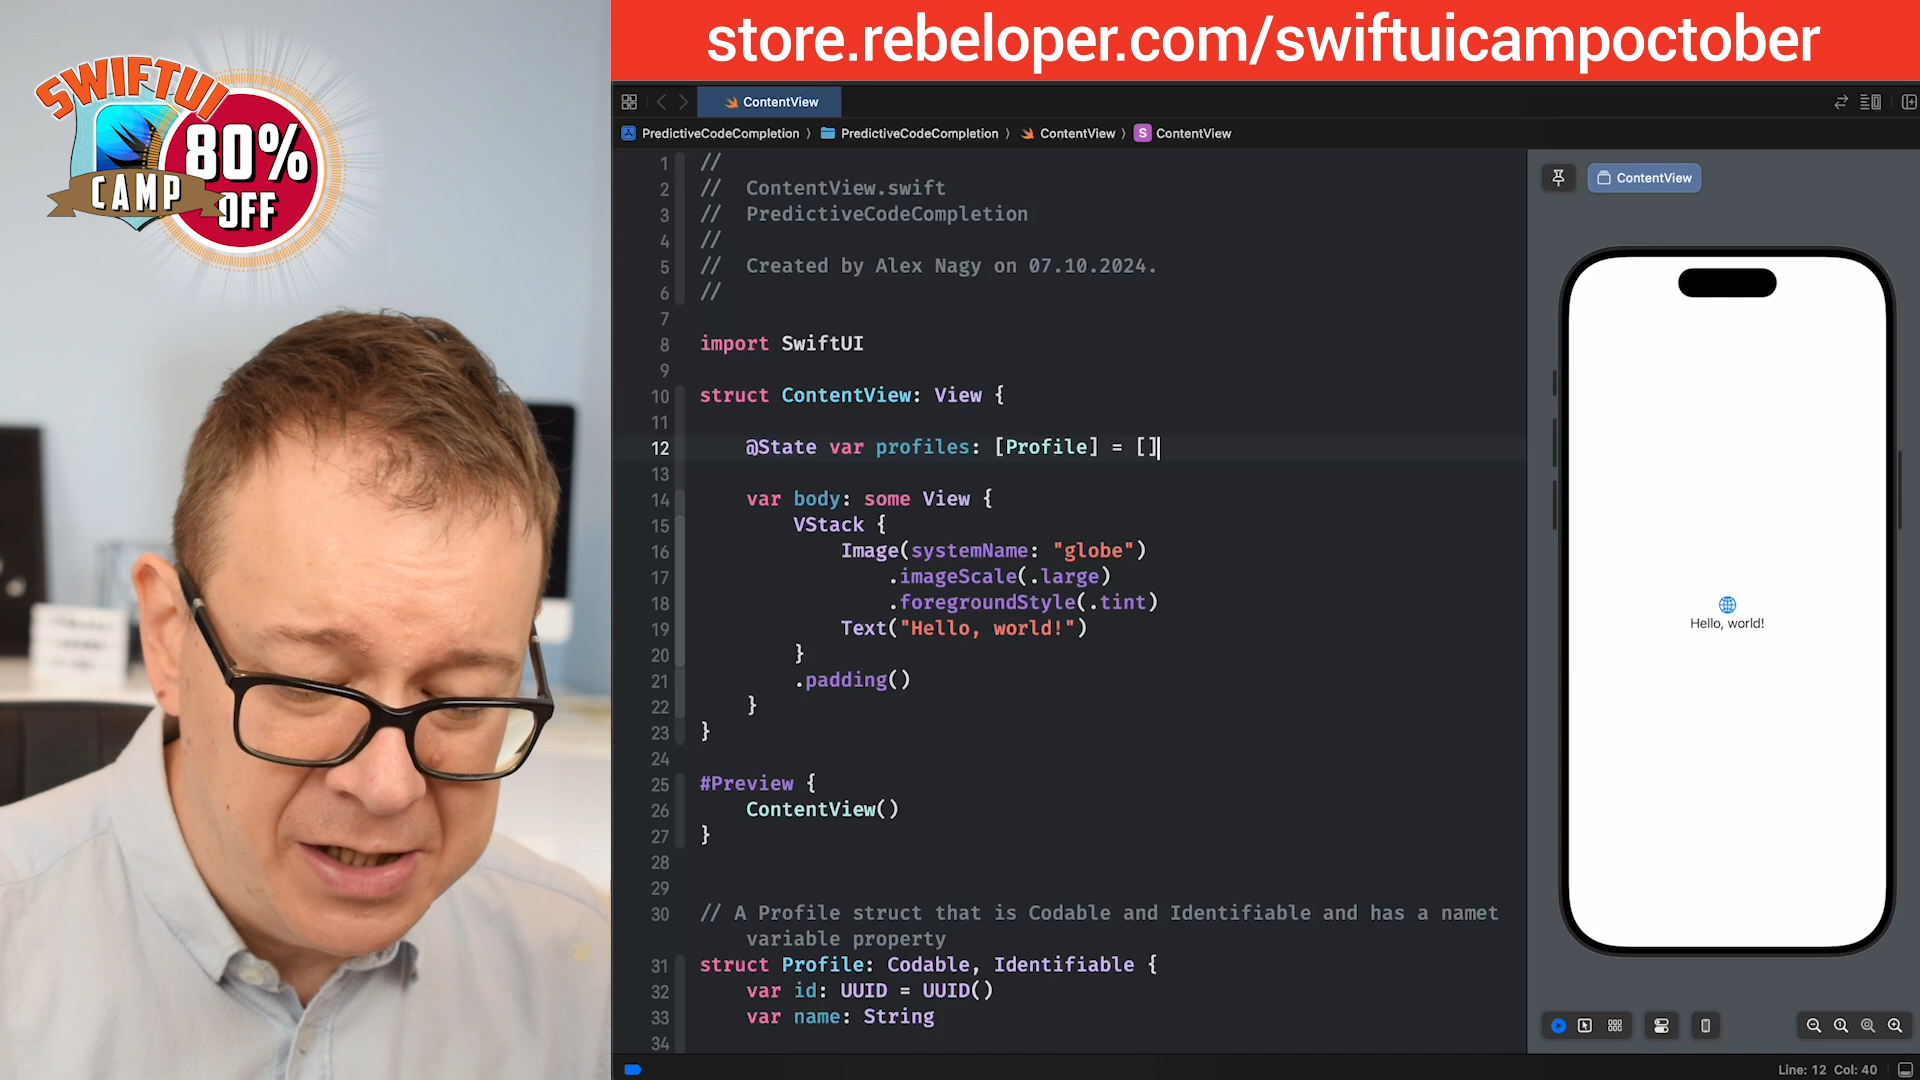 store.rebeloper.com/swiftuicampoctober
SWIFTUI
CAMP
80%
OFF
ContentView
PredictiveCodeCompletion 〉 PredictiveCodeCompletion 〉 ContentView 〉 S ContentView
1 //
2 //  ContentView.swift
3 //  PredictiveCodeCompletion
4 //
5 //  Created by Alex Nagy on 07.10.2024.
6 //
7
8 import SwiftUI
9
10 struct ContentView: View {
11
12     @State var profiles: [Profile] = []
13
14     var body: some View {
15         VStack {
16             Image(systemName: "globe")
17                 .imageScale(.large)
18                 .foregroundStyle(.tint)
19             Text("Hello, world!")
20         }
21         .padding()
22     }
23 }
24
25 #Preview {
26     ContentView()
27 }
28
29
30 // A Profile struct that is Codable and Identifiable and has a namet
variable property
31 struct Profile: Codable, Identifiable {
32     var id: UUID = UUID()
33     var name: String
34
ContentView
Hello, world!
Line: 12 Col: 40